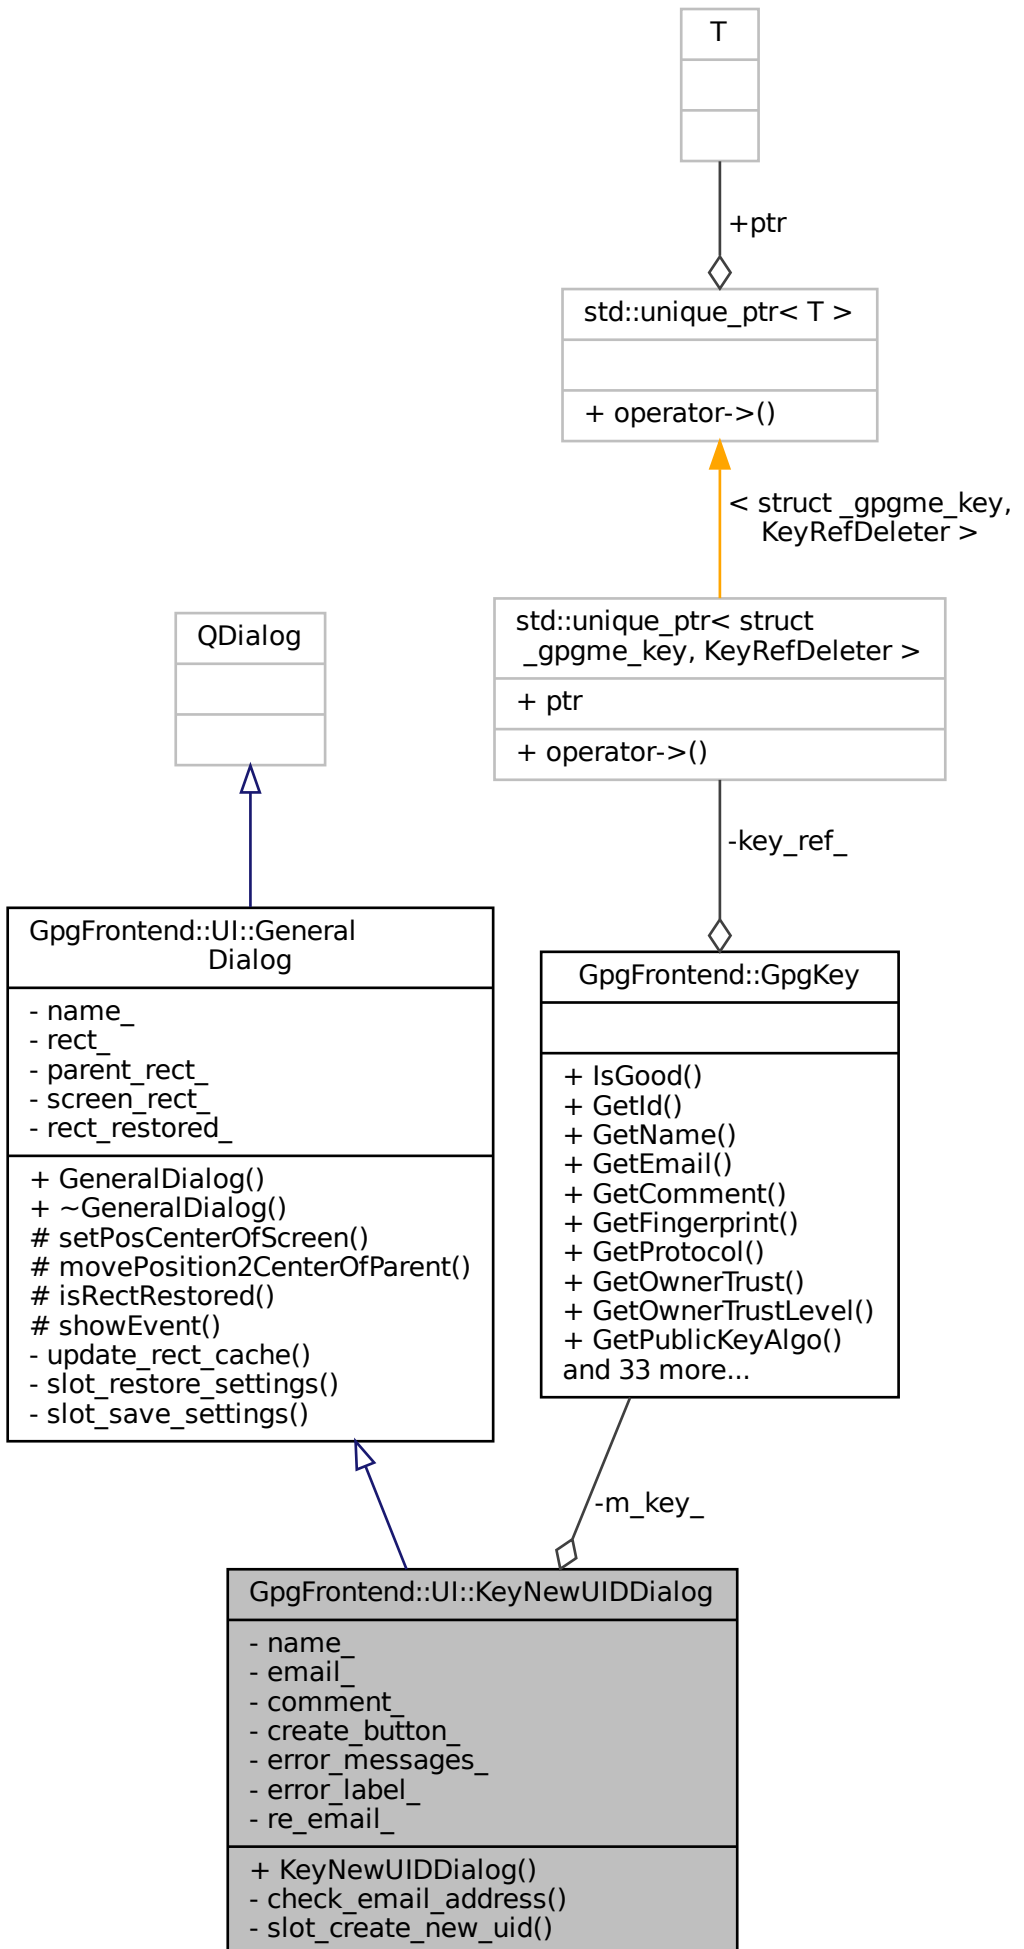 T
+ptr
std::unique_ptr< T >
+ operator->()
< struct _gpgme_key,
KeyRefDeleter >
QDialog
std::unique_ptr< struct
_gpgme_key, KeyRefDeleter >
+ ptr
+ operator->()
-key_ref_
GpgFrontend::UI::General
Dialog
- name_
- rect_
- parent_rect_
- screen_rect_
- rect_restored_
+ GeneralDialog()
+ ~GeneralDialog()
# setPosCenterOfScreen()
# movePosition2CenterOfParent()
# isRectRestored()
# showEvent()
- update_rect_cache()
- slot_restore_settings()
- slot_save_settings()
GpgFrontend::GpgKey
+ IsGood()
+ GetId()
+ GetName()
+ GetEmail()
+ GetComment()
+ GetFingerprint()
+ GetProtocol()
+ GetOwnerTrust()
+ GetOwnerTrustLevel()
+ GetPublicKeyAlgo()
and 33 more...
-m_key_
GpgFrontend::UI::KeyNewUIDDialog
- name_
- email_
- comment_
- create_button_
- error_messages_
- error_label_
- re_email_
+ KeyNewUIDDialog()
- check_email_address()
- slot_create_new_uid()